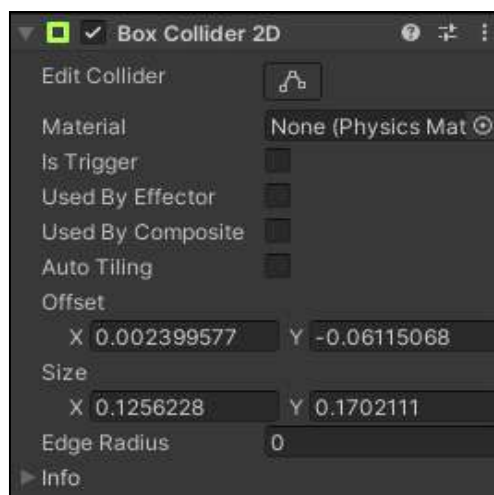 Box Collider 2D
Edit Collider
Material None (Physics Mat
Is Trigger
Used By Effector
Used By Composite
Auto Tiling
Offset
X 0.002399577 Y -0.06115068
Size
X 0.1256228 Y 0.1702111
Edge Radius 0
Info